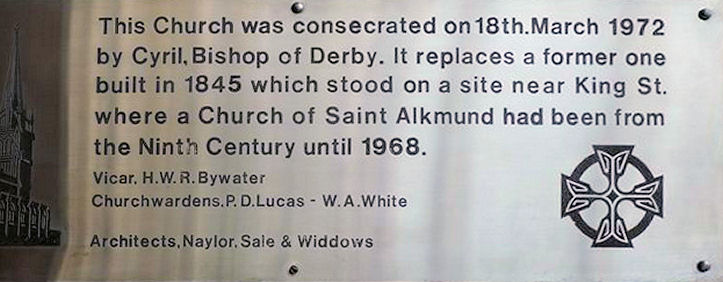 This Church was consecrated on 18th. March 1972
by Cyril, Bishop of Derby. It replaces a former one
built in 1845 which stood on a site near King St.
where a Church of Saint Alkmund had been from
the Ninth Century until 1968.
Vicar, H.W.R. Bywater
Churchwardens, P.D. Lucas - W.A. White
Architects, Naylor, Sale & Widdows